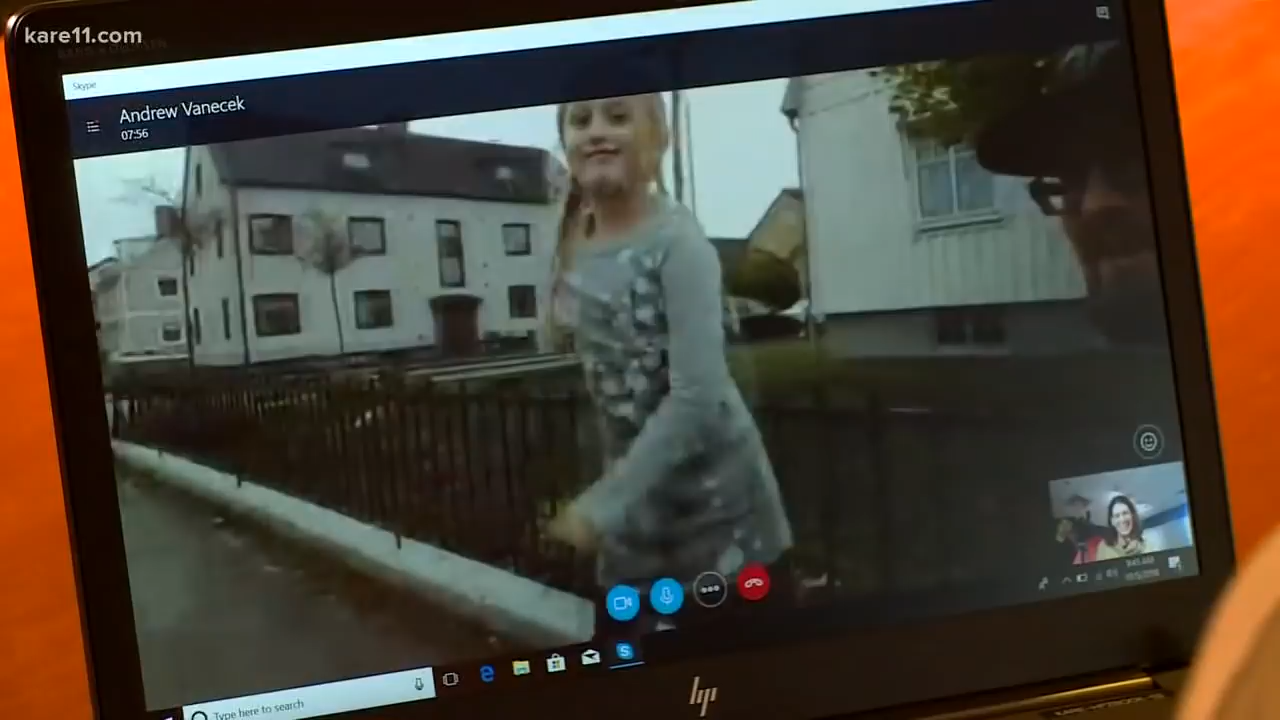 kare11.com
Skype
Andrew Vanecek
07:56
Type here to search
hp